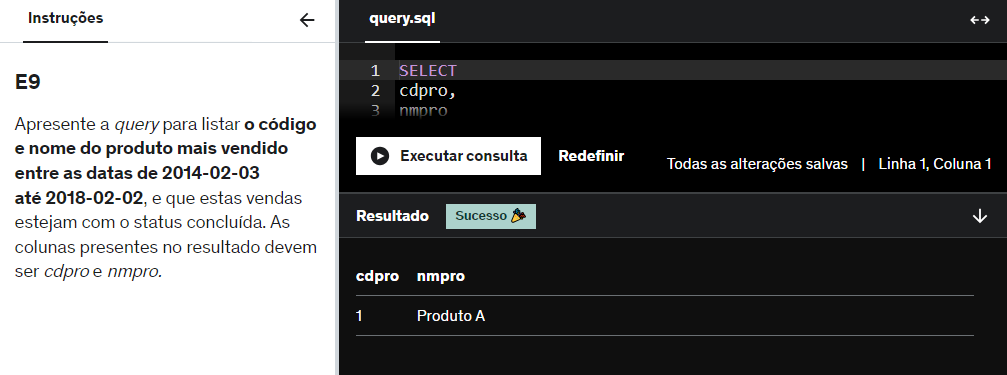 Instruções
E9
Apresente a query para listar o código
e nome do produto mais vendido
entre as datas de 2014-02-03
até 2018-02-02, e que estas vendas
estejam com o status concluída. As
colunas presentes no resultado devem
ser cdpro e nmpro.
query.sql
1 SELECT
2 cdpro,
3 nmpro
Executar consulta
Redefinir
Todas as alterações salvas | Linha 1, Coluna 1
Resultado
Sucesso
cdpro nmpro
1 Produto A